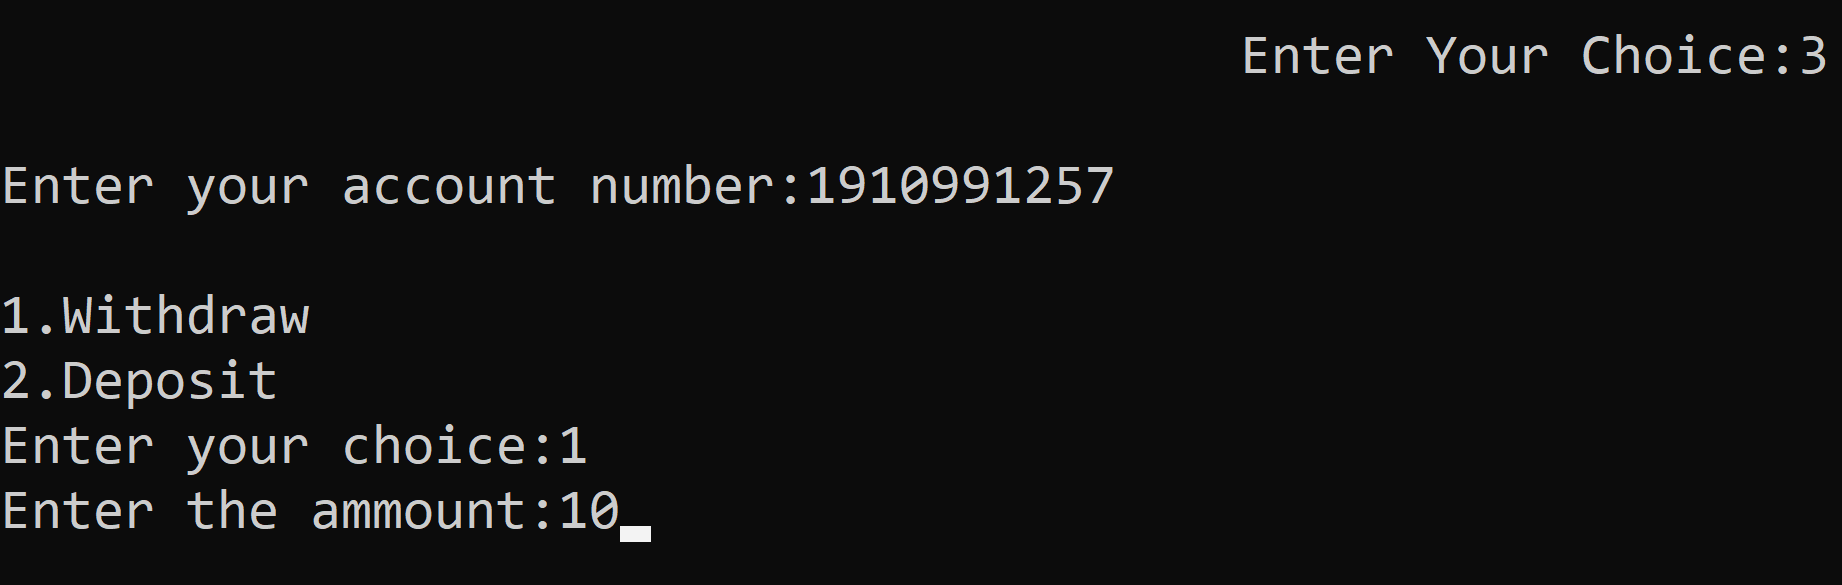 Enter Your Choice:3
Enter your account number:1910991257
1.Withdraw
2.Deposit
Enter your choice:1
Enter the ammount:10